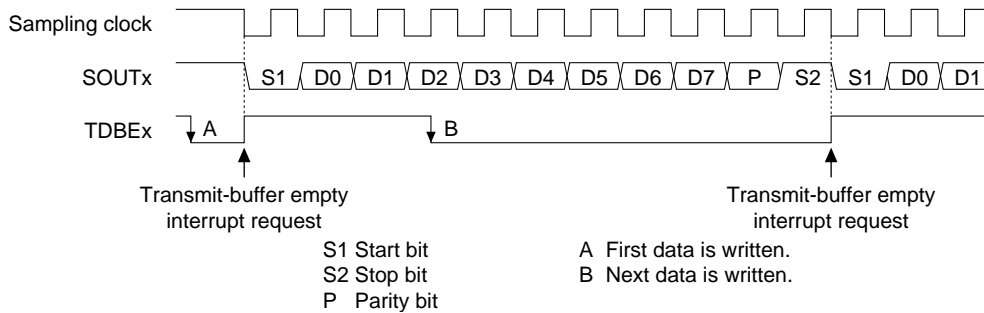 Sampling clock
SOUTx S1 D0 D1 D2 D3 D4 D5 D6 D7 P S2 S1 D0 D1
TDBEx A B
Transmit-buffer empty Transmit-buffer empty
interrupt request interrupt request
S1 Start bit A First data is written.
S2 Stop bit B Next data is written.
P Parity bit